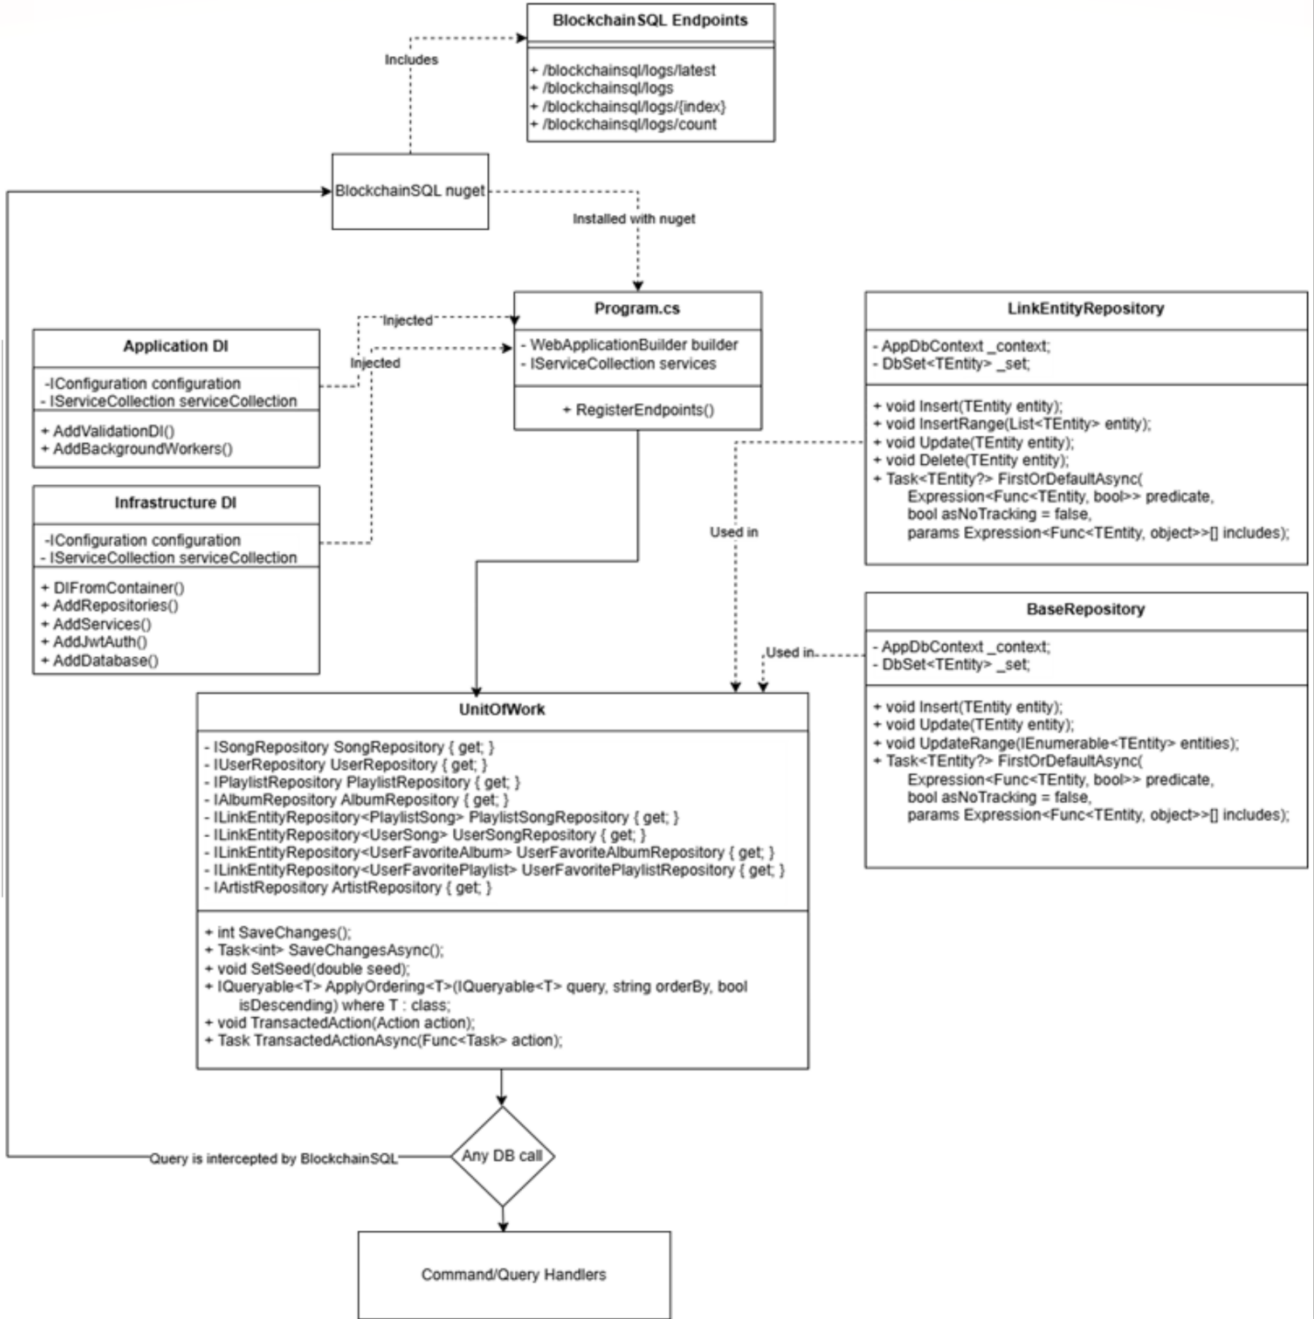 BlockchainSQL Endpoints
+ /blockchainsql/logs/latest
+ /blockchainsql/logs
+ /blockchainsql/logs/{index}
+ /blockchainsql/logs/count
Includes
BlockchainSQL nuget
Installed with nuget
Program.cs
- WebApplicationBuilder builder
- IServiceCollection services
+ RegisterEndpoints()
Injected
Injected
Application DI
-IConfiguration configuration
- IServiceCollection serviceCollection
+ AddValidationDI()
+ AddBackgroundWorkers()
Infrastructure DI
-IConfiguration configuration
- IServiceCollection serviceCollection
+ DIFromContainer()
+ AddRepositories()
+ AddServices()
+ AddJwtAuth()
+ AddDatabase()
LinkEntityRepository
- AppDbContext _context;
- DbSet<TEntity> _set;
+ void Insert(TEntity entity);
+ void InsertRange(List<TEntity> entity);
+ void Update(TEntity entity);
+ void Delete(TEntity entity);
+ Task<TEntity?> FirstOrDefaultAsync(
Expression<Func<TEntity, bool>> predicate,
bool asNoTracking = false,
params Expression<Func<TEntity, object>>[] includes);
Used in
BaseRepository
- AppDbContext _context;
- DbSet<TEntity> _set;
+ void Insert(TEntity entity);
+ void Update(TEntity entity);
+ void UpdateRange(IEnumerable<TEntity> entities);
+ Task<TEntity?> FirstOrDefaultAsync(
Expression<Func<TEntity, bool>> predicate,
bool asNoTracking = false,
params Expression<Func<TEntity, object>>[] includes);
Used in
UnitOfWork
- ISongRepository SongRepository { get; }
- IUserRepository UserRepository { get; }
- IPlaylistRepository PlaylistRepository { get; }
- IAlbumRepository AlbumRepository { get; }
- ILinkEntityRepository<PlaylistSong> PlaylistSongRepository { get; }
- ILinkEntityRepository<UserSong> UserSongRepository { get; }
- ILinkEntityRepository<UserFavoriteAlbum> UserFavoriteAlbumRepository { get; }
- ILinkEntityRepository<UserFavoritePlaylist> UserFavoritePlaylistRepository { get; }
- IArtistRepository ArtistRepository { get; }
+ int SaveChanges();
+ Task<int> SaveChangesAsync();
+ void SetSeed(double seed);
+ IQueryable<T> ApplyOrdering<T>(IQueryable<T> query, string orderBy, bool
isDescending) where T : class;
+ void TransactedAction(Action action);
+ Task TransactedActionAsync(Func<Task> action);
Query is intercepted by BlockchainSQL
Any DB call
Command/Query Handlers